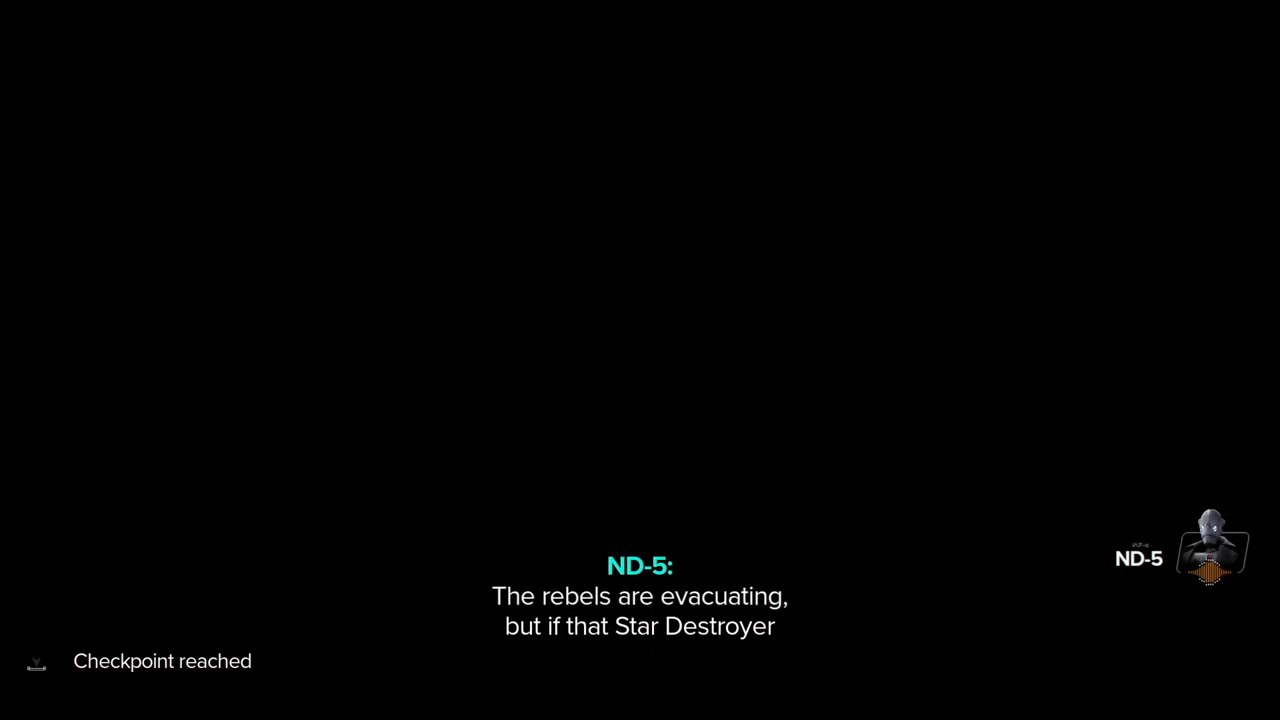 ND-5:
The rebels are evacuating,
but if that Star Destroyer
ND-5
Checkpoint reached